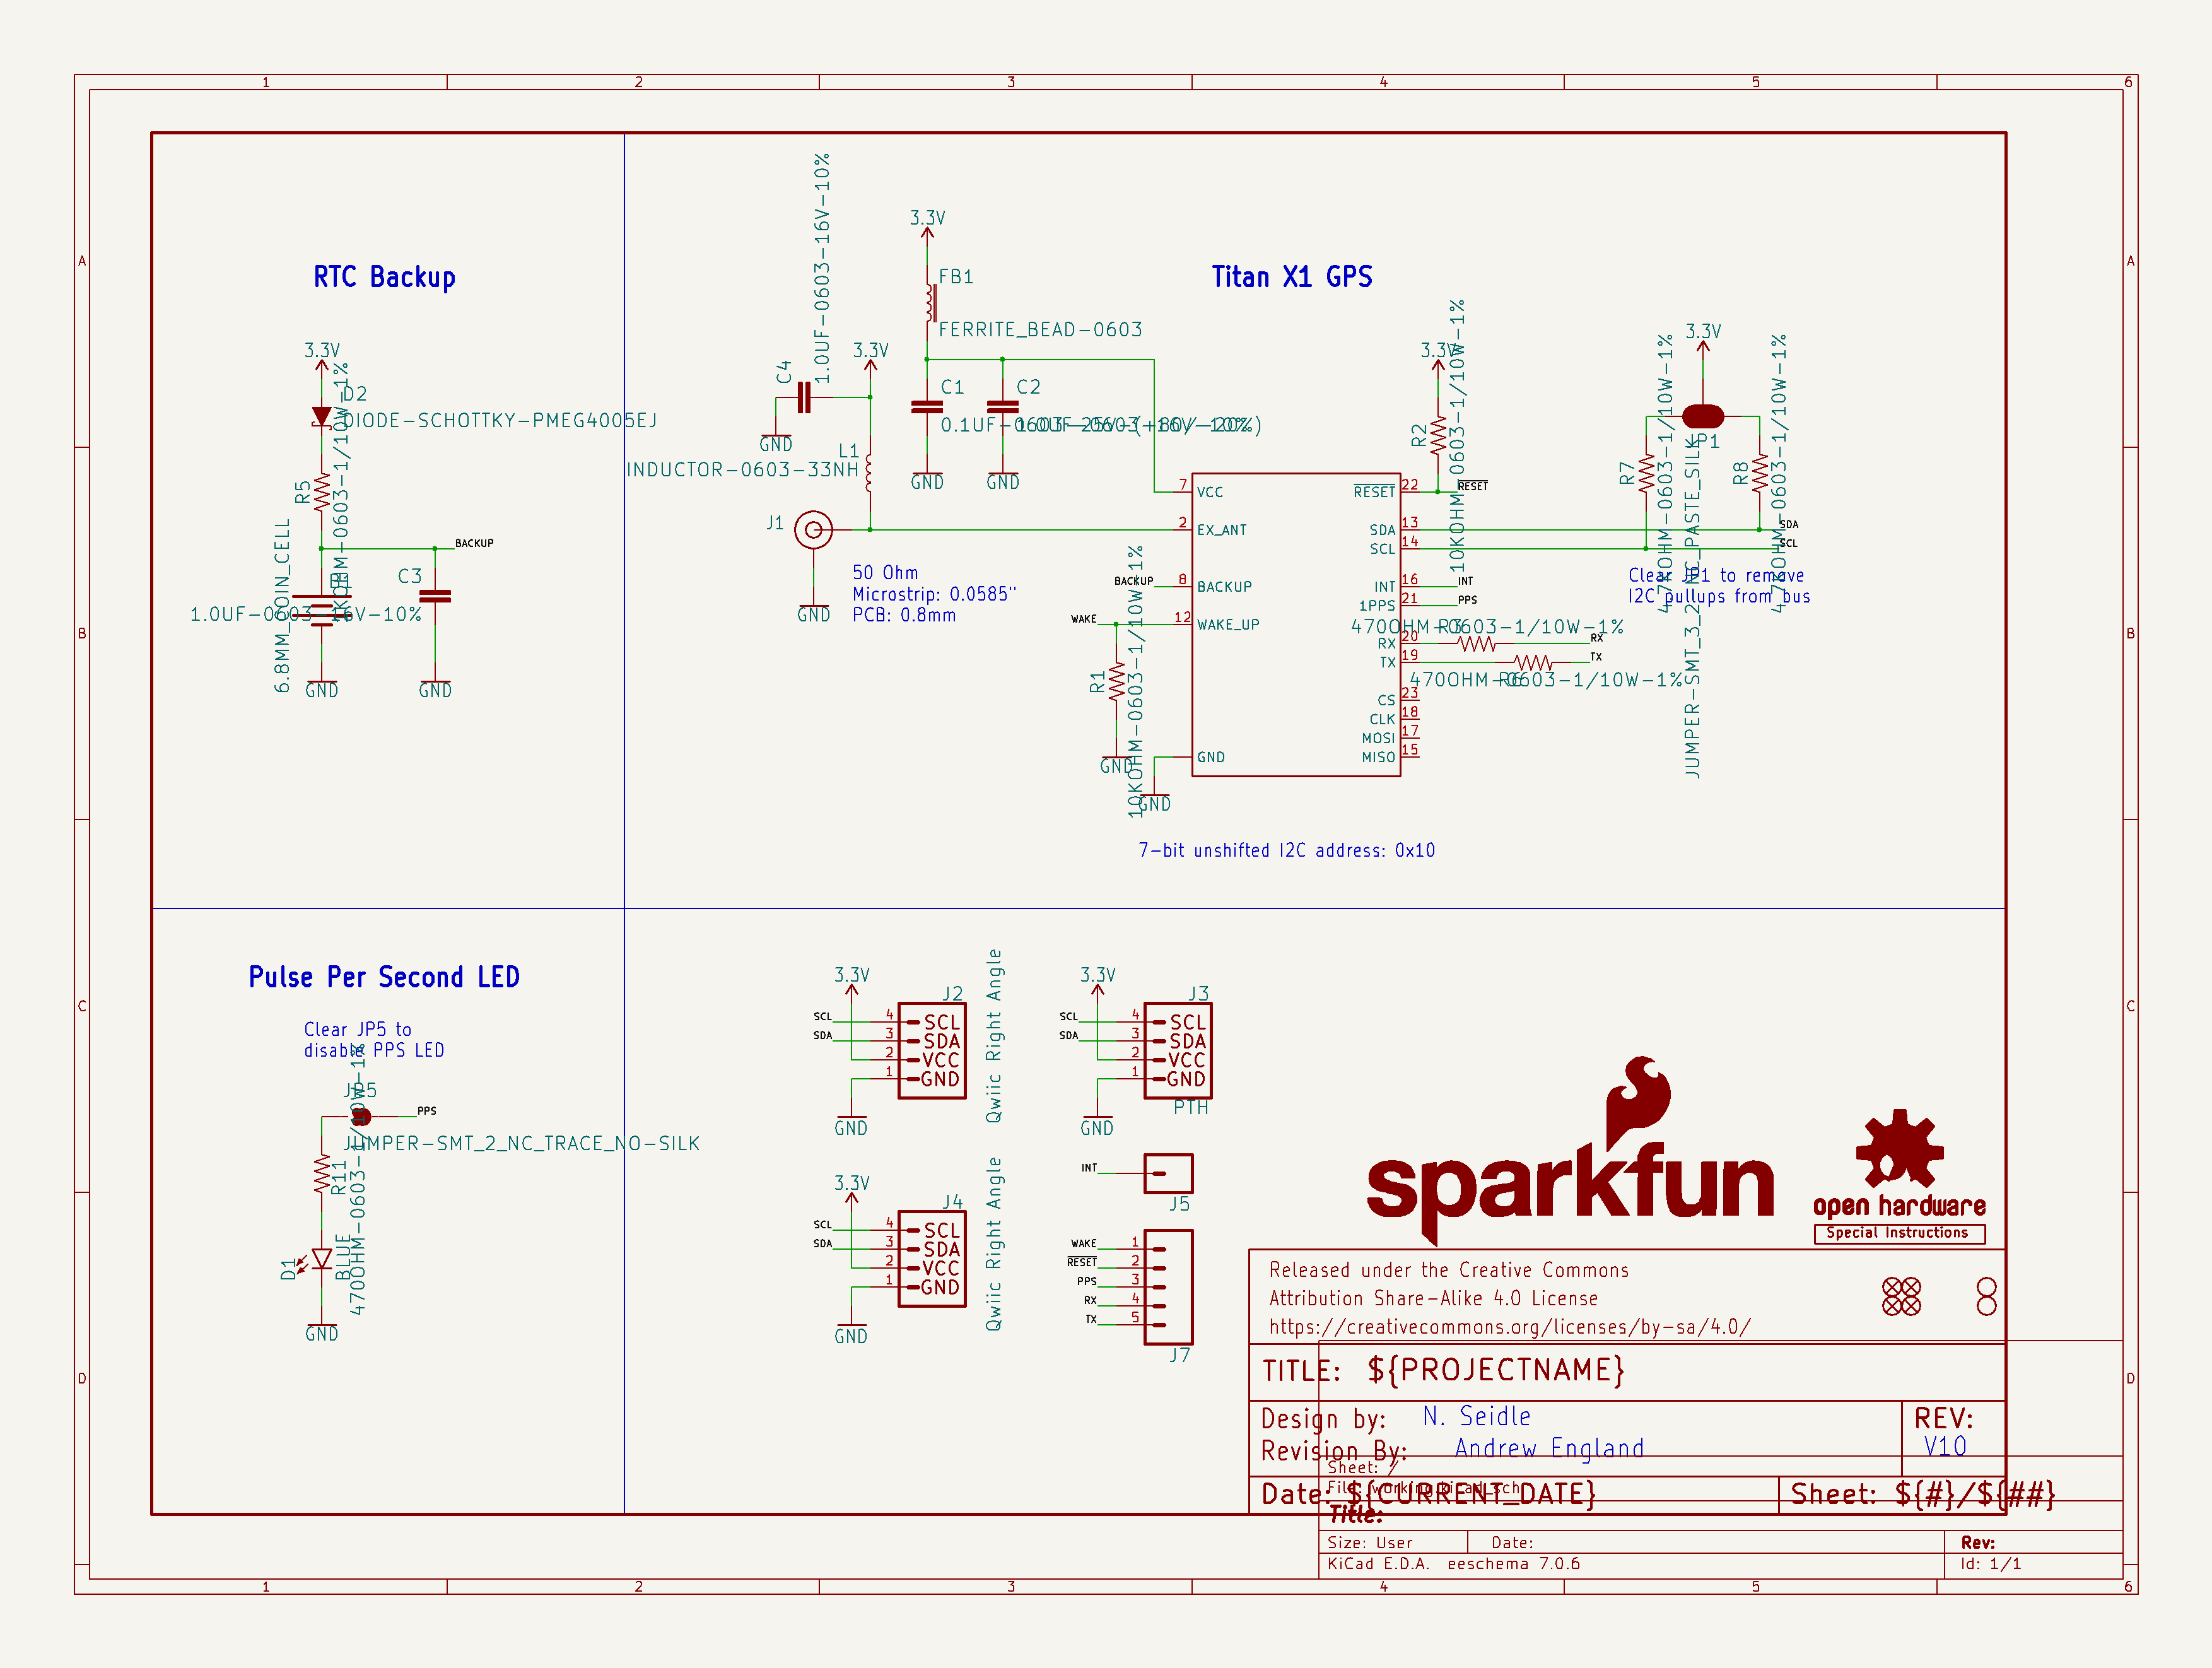 1 2 3 4 5 6
A
B
C
D
A
B
C
D
1 2 3 4 5 6
RTC Backup
3.3V
D2
DIODE-SCHOTTKY-PMEG4005EJ
R5
1KOHM-0603-1/10W-1%
BACKUP
B1
6.8MM_COIN_CELL
C3
1.0UF-0603-16V-10%
GND
GND
Titan X1 GPS
3.3V
FB1
FERRITE_BEAD-0603
C4
1.0UF-0603-16V-10%
3.3V
GND
C1
0.1UF-0603-25V-(+80/-20%)
C2
1.0UF-0603-16V-10%
GND
GND
L1
INDUCTOR-0603-33NH
J1
GND
50 Ohm
Microstrip: 0.0585"
PCB: 0.8mm
BACKUP
WAKE
R1
10KOHM-0603-1/10W-1%
GND
GND
7 VCC
2 EX_ANT
8 BACKUP
12 WAKE_UP
GND
RESET 22
SDA 13
SCL 14
INT 16
1PPS 21
RX 20
TX 19
CS 23
CLK 18
MOSI 17
MISO 15
3.3V
R2
10KOHM-0603-1/10W-1%
RESET
INT
PPS
R3
470OHM-0603-1/10W-1%
RX
TX
R6
470OHM-0603-1/10W-1%
3.3V
JP1
JUMPER-SMT_3_2-NC_PASTE_SILK
R7
4.7KOHM-0603-1/10W-1%
R8
4.7KOHM-0603-1/10W-1%
SDA
SCL
Clear JP1 to remove
I2C pullups from bus
7-bit unshifted I2C address: 0x10
Pulse Per Second LED
Clear JP5 to
disable PPS LED
JP5
PPS
JUMPER-SMT_2_NC_TRACE_NO-SILK
R11
470OHM-0603-1/10W-1%
D1
BLUE
GND
3.3V
J2
SCL 4 SCL
SDA 3 SDA
2 VCC
1 GND
GND
Qwiic Right Angle
3.3V
J3
SCL 4 SCL
SDA 3 SDA
2 VCC
1 GND
PTH
GND
3.3V
J4
SCL 4 SCL
SDA 3 SDA
2 VCC
1 GND
GND
Qwiic Right Angle
INT
J5
WAKE 1
RESET 2
PPS 3
RX 4
TX 5
J7
sparkfun
open hardware
Special Instructions
Released under the Creative Commons
Attribution Share-Alike 4.0 License
https://creativecommons.org/licenses/by-sa/4.0/
TITLE: ${PROJECTNAME}
Design by: N. Seidle
REV:
Revision By: Andrew England
V10
Date: ${CURRENT_DATE}
Sheet: ${#}/${##}
Sheet: /
File: working.kicad_sch
Title:
Size: User Date: Rev:
KiCad E.D.A. eeschema 7.0.6 Id: 1/1